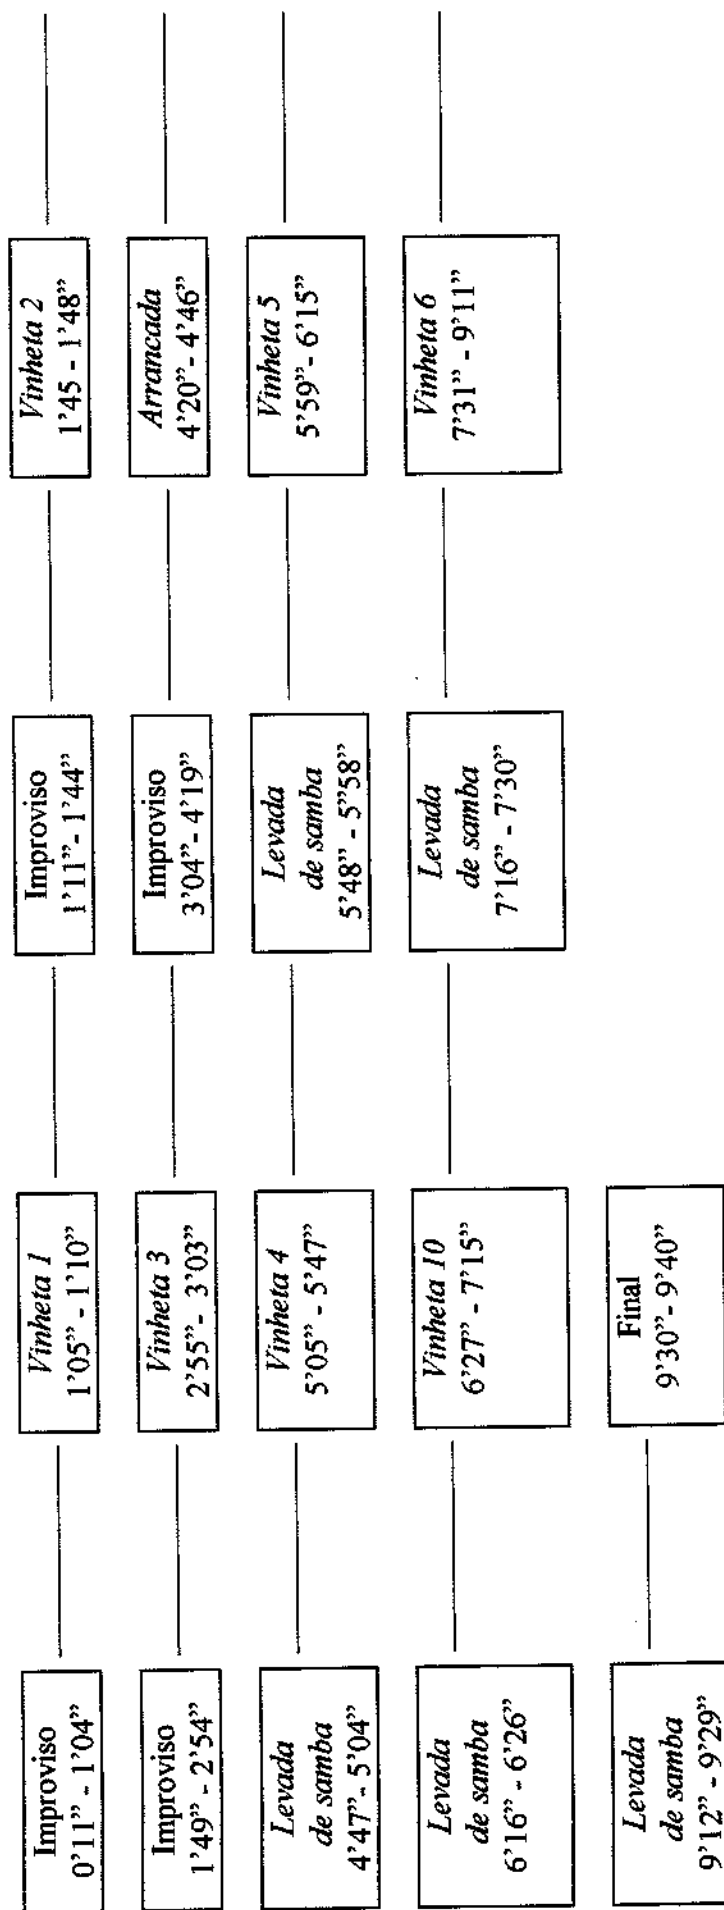 Improviso
0'11" - 1'04"
Vinheta 1
1'05" - 1'10"
Improviso
1'11" - 1'44"
Vinheta 2
1'45 - 1'48"
Improviso
1'49" - 2'54"
Vinheta 3
2'55" - 3'03"
Improviso
3'04" - 4'19"
Arrancada
4'20" - 4'46"
Levada
de samba
4'47" - 5'04"
Vinheta 4
5'05" - 5'47"
Levada
de samba
5'48" - 5"58"
Vinheta 5
5'59" - 6'15"
Levada
de samba
6'16" - 6'26"
Vinheta 10
6'27" - 7'15"
Levada
de samba
7'16" - 7'30"
Vinheta 6
7'31" - 9'11"
Levada
de samba
9'12" - 9'29"
Final
9'30" - 9'40"